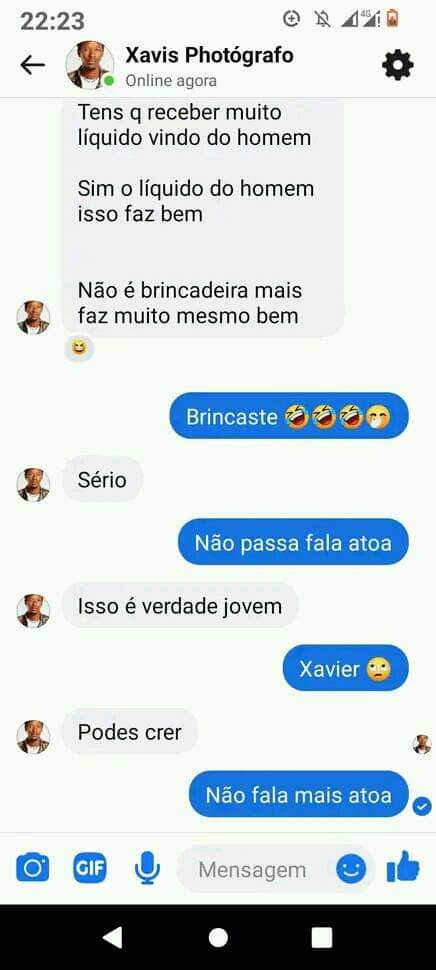 22:23
4G
Xavis Photógrafo
Online agora
Tens q receber muito
líquido vindo do homem
Sim o líquido do homem
isso faz bem
Não é brincadeira mais
faz muito mesmo bem
Brincaste 🤣🤣🤣🤭
Sério
Não passa fala atoa
Isso é verdade jovem
Xavier 🙄
Podes crer
Não fala mais atoa
GIF
Mensagem